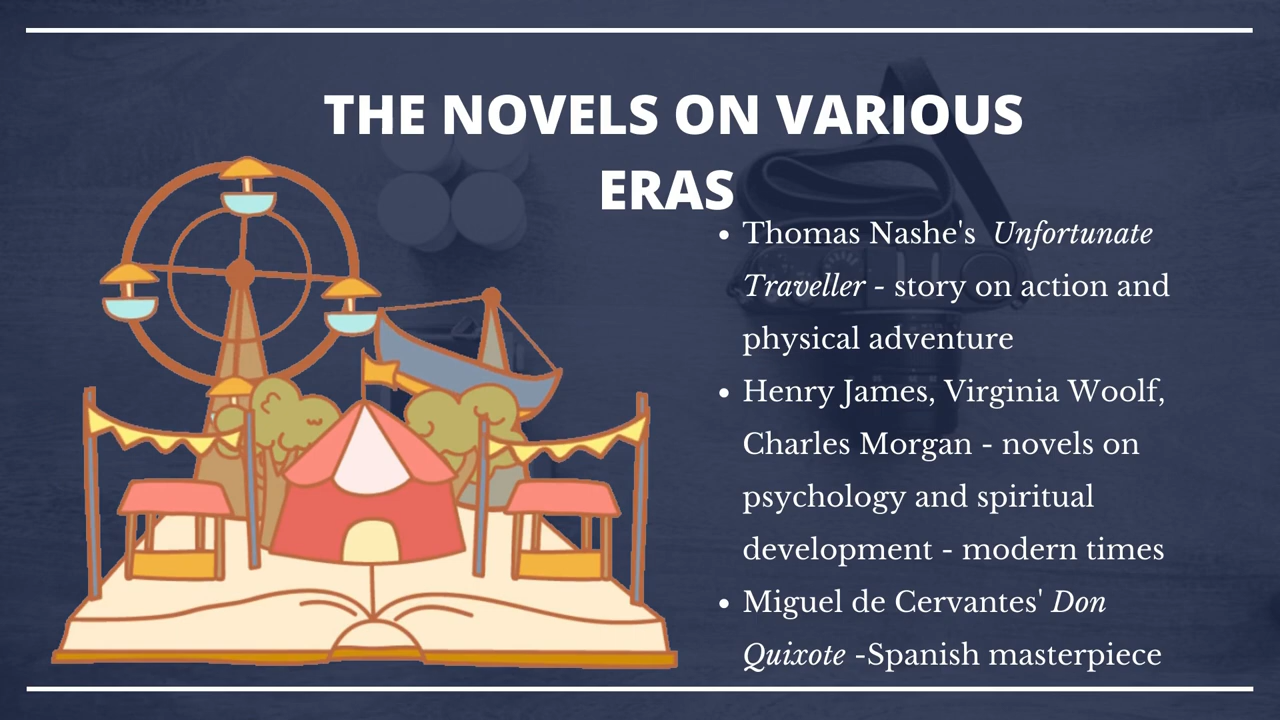 THE NOVELS ON VARIOUS
ERAS
• Thomas Nashe's Unfortunate
Traveller - story on action and
physical adventure
• Henry James, Virginia Woolf,
Charles Morgan - novels on
psychology and spiritual
development - modern times
• Miguel de Cervantes' Don
Quixote -Spanish masterpiece